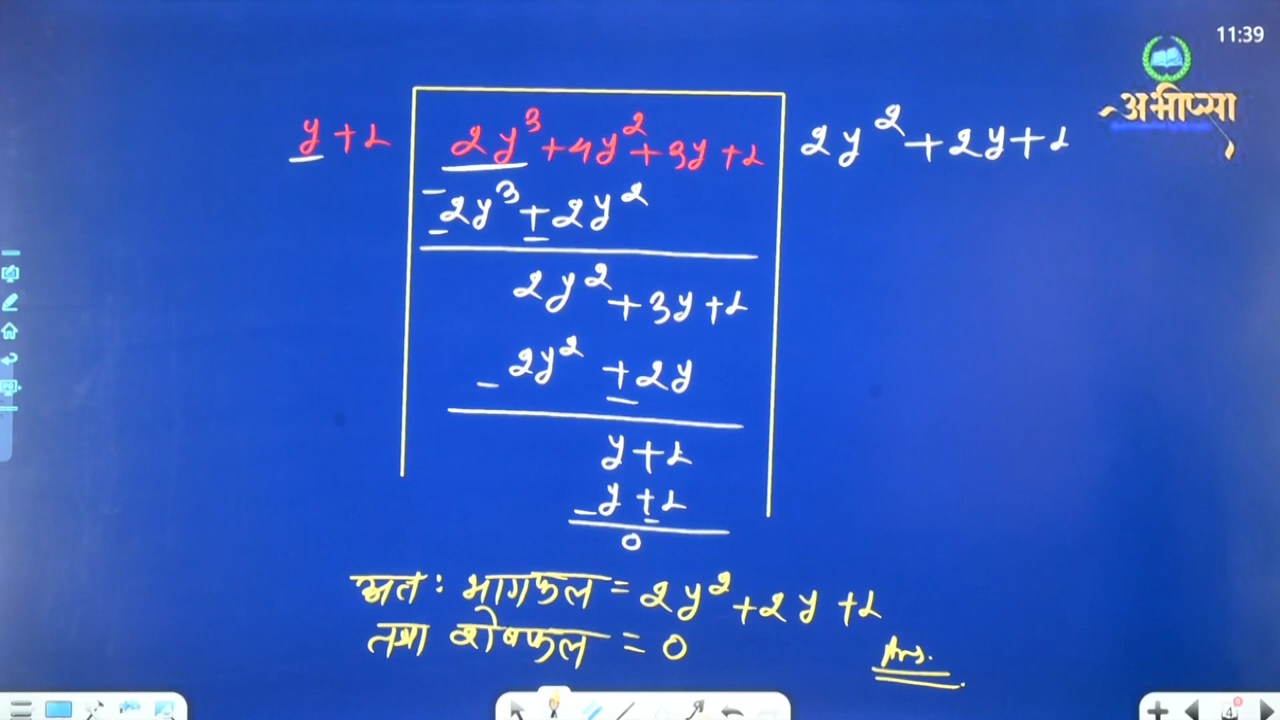 11:39
अभीप्सा
y + 1 2y³ + 4y² + 3y + 1 2y² + 2y + 1
2y³ + 2y²
2y² + 3y + 1
2y² + 2y
y + 1
y + 1
0
अत: भागफल = 2y² + 2y + 1
तथा शेषफल = 0 Ans.